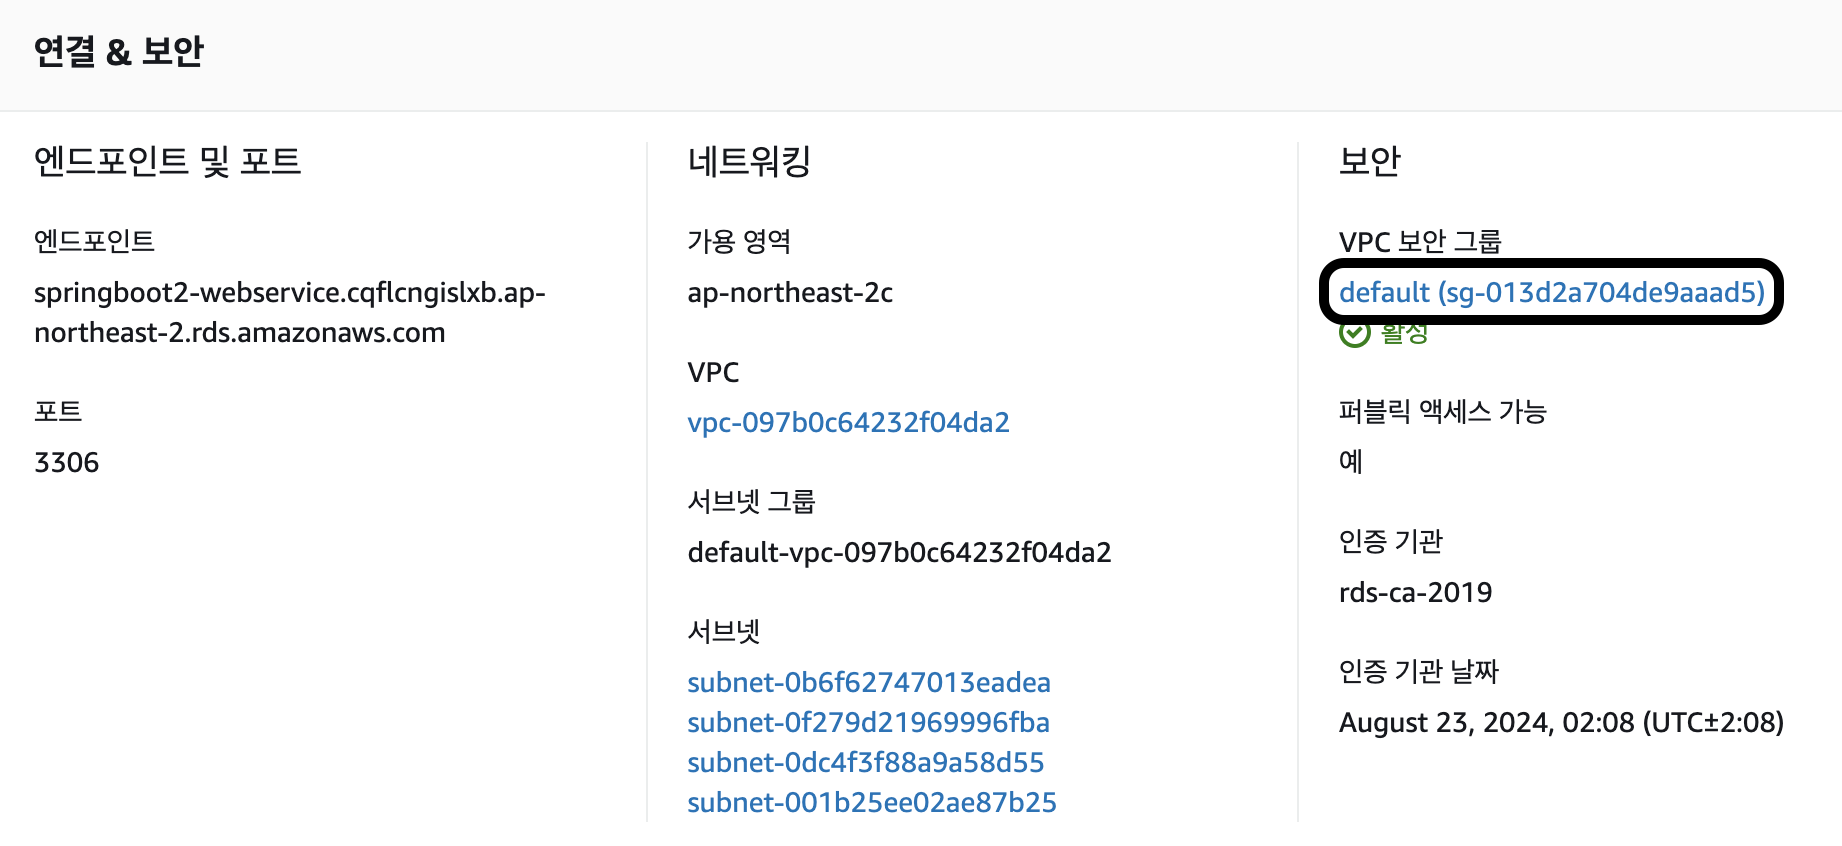 연결 & 보안
엔드포인트 및 포트
엔드포인트
springboot2-webservice.cqflcngislxb.ap-
northeast-2.rds.amazonaws.com
포트
3306
네트워킹
가용 영역
ap-northeast-2c
VPC
vpc-097b0c64232f04da2
서브넷 그룹
default-vpc-097b0c64232f04da2
서브넷
subnet-0b6f62747013eadea
subnet-0f279d21969996fba
subnet-0dc4f3f88a9a58d55
subnet-001b25ee02ae87b25
보안
VPC 보안 그룹
default (sg-013d2a704de9aaad5)
활성
퍼블릭 액세스 가능
예
인증 기관
rds-ca-2019
인증 기관 날짜
August 23, 2024, 02:08 (UTC±2:08)